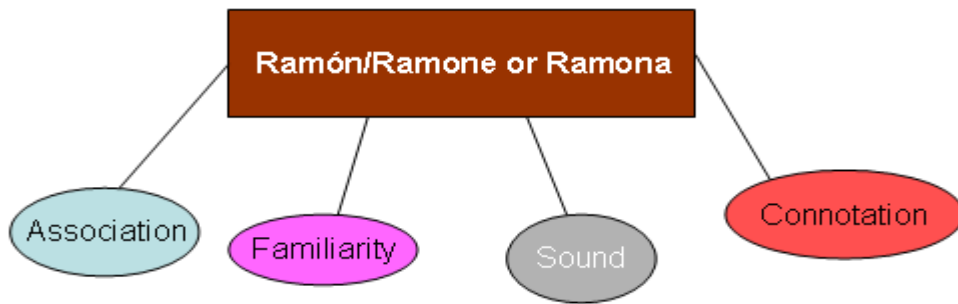 Ramón/Ramone or Ramona
Association
Familiarity
Sound
Connotation